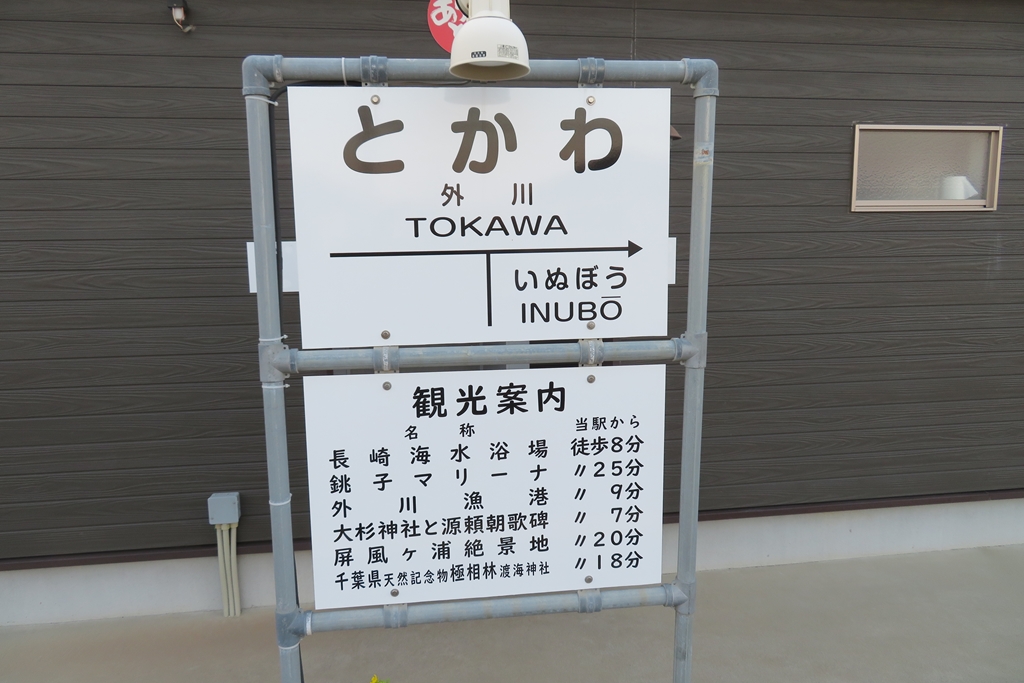 とかわ
外川
TOKAWA
いぬぼう
INUBŌ
観光案内
名称 当駅から
長崎海水浴場 徒歩8分
銚子マリーナ 〃25分
外川漁港 〃9分
大杉神社と源頼朝歌碑 〃7分
屏風ヶ浦絶景地 〃20分
千葉県天然記念物極相林渡海神社 〃18分